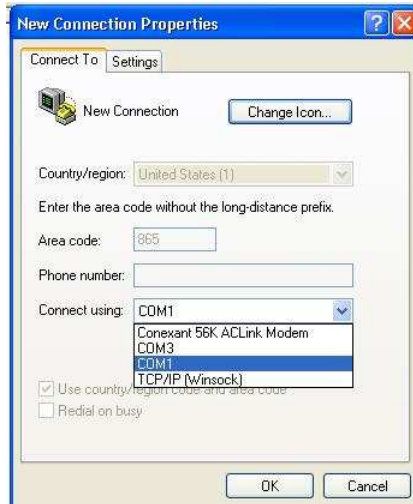 New Connection Properties
Connect To Settings
New Connection Change Icon...
Country/region: United States (1)
Enter the area code without the long-distance prefix.
Area code: 865
Phone number:
Connect using: COM1
Conexant 56K ACLink Modem
COM3
COM1
TCP/IP (Winsock)
Use country/region code and area code
Redial on busy
OK Cancel